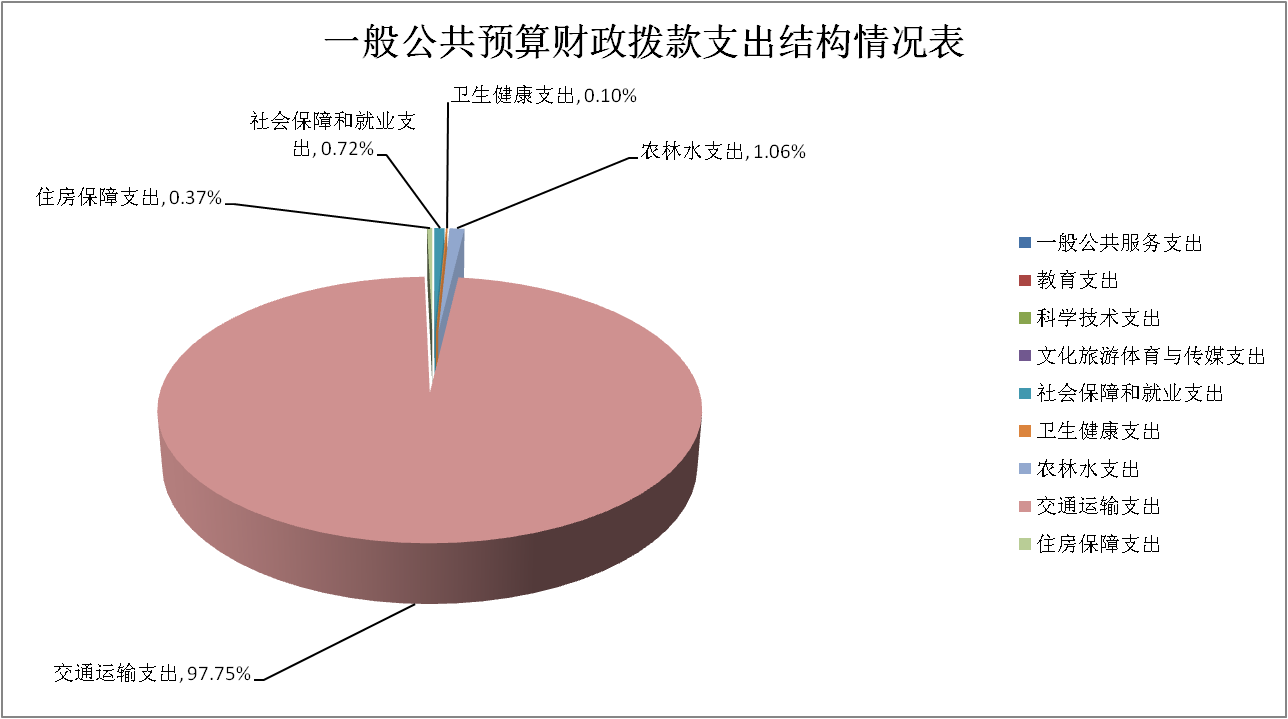 一般公共预算财政拨款支出结构情况表
卫生健康支出, 0.10%
社会保障和就业支
出, 0.72%
农林水支出, 1.06%
住房保障支出, 0.37%
交通运输支出, 97.75%
一般公共服务支出
教育支出
科学技术支出
文化旅游体育与传媒支出
社会保障和就业支出
卫生健康支出
农林水支出
交通运输支出
住房保障支出